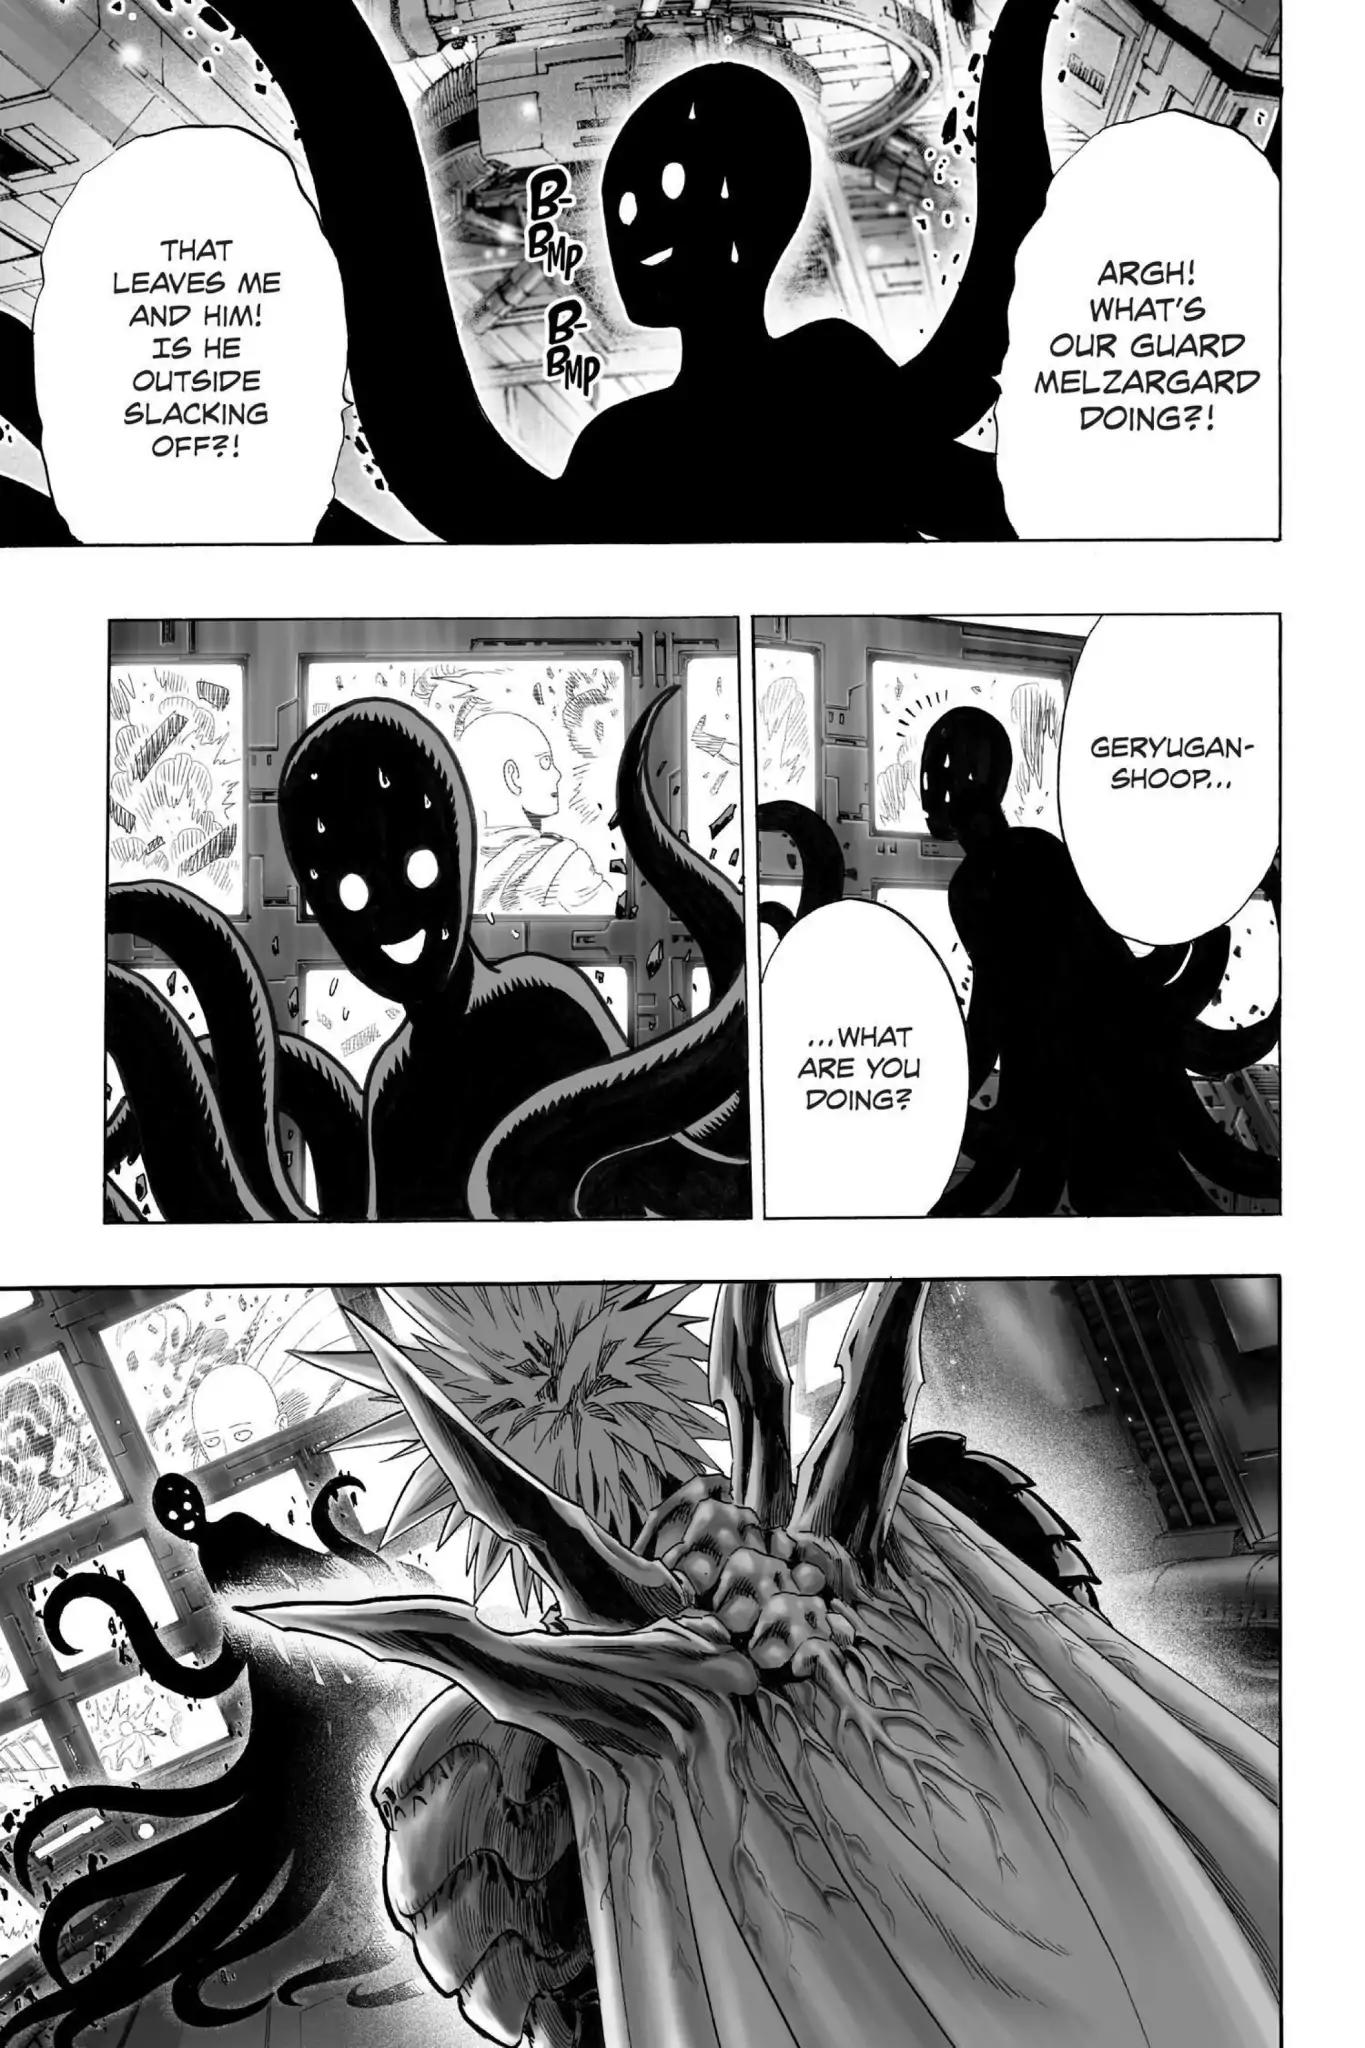 ARGH!
WHAT'S
OUR GUARD
MELZARGARD
DOING?!
B-
BMP
B-
BMP
THAT
LEAVES ME
AND HIM!
IS HE
OUTSIDE
SLACKING
OFF?!
GERYUGAN-
SHOOP...
...WHAT
ARE YOU
DOING?